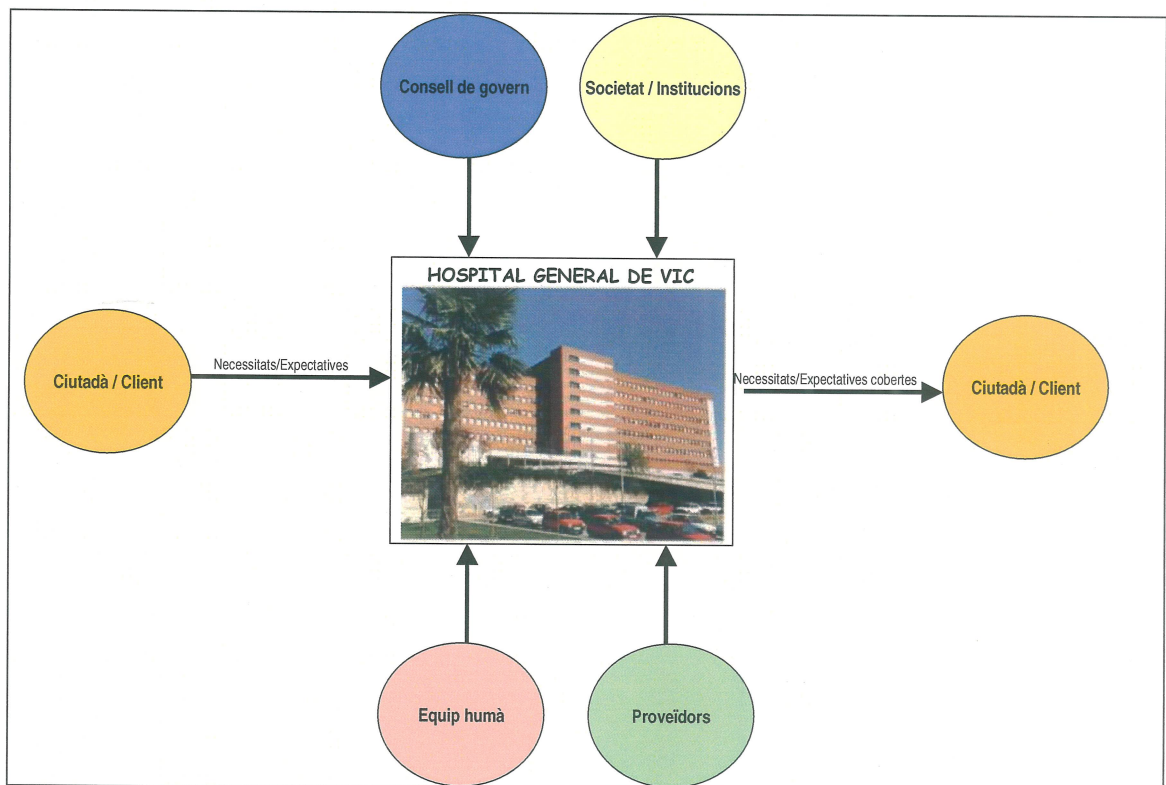 Consell de govern
Societat / Institucions
HOSPITAL GENERAL DE VIC
Ciutadà / Client
Necessitats/Expectatives
Necessitats/Expectatives cobertes
Ciutadà / Client
Equip humà
Proveïdors